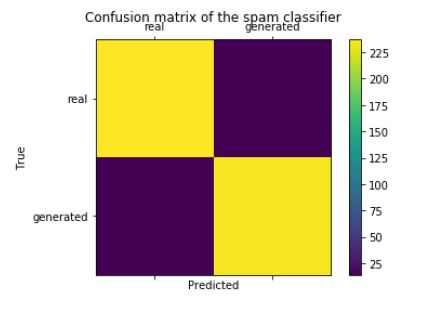 Confusion matrix of the spam classifier
real generated
real
generated
True
Predicted
225
200
175
150
125
100
75
50
25